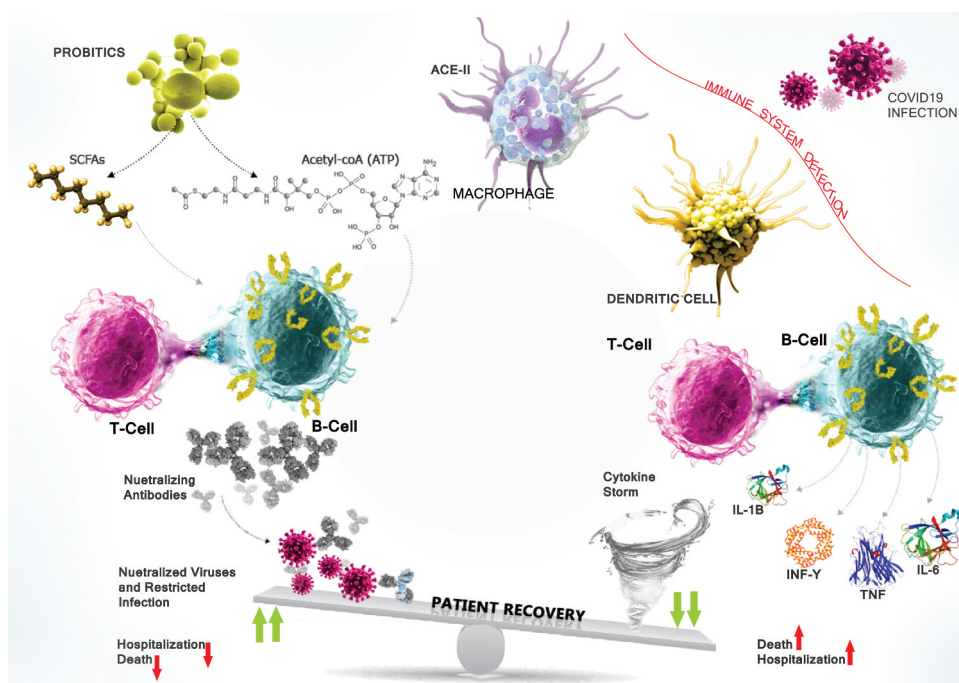 PROBITICS
SCFAs
Acetyl-coA (ATP)
ACE-II
MACROPHAGE
IMMUNE SYSTEM DETECTION
COVID19
INFECTION
DENDRITIC CELL
T-Cell
B-Cell
T-Cell
B-Cell
Nuetralizing
Antibodies
Cytokine
Storm
IL-1B
INF-Y
TNF
IL-6
Nuetralized Viruses
and Restricted
Infection
PATIENT RECOVERY
Hospitalization
Death
Death
Hospitalization